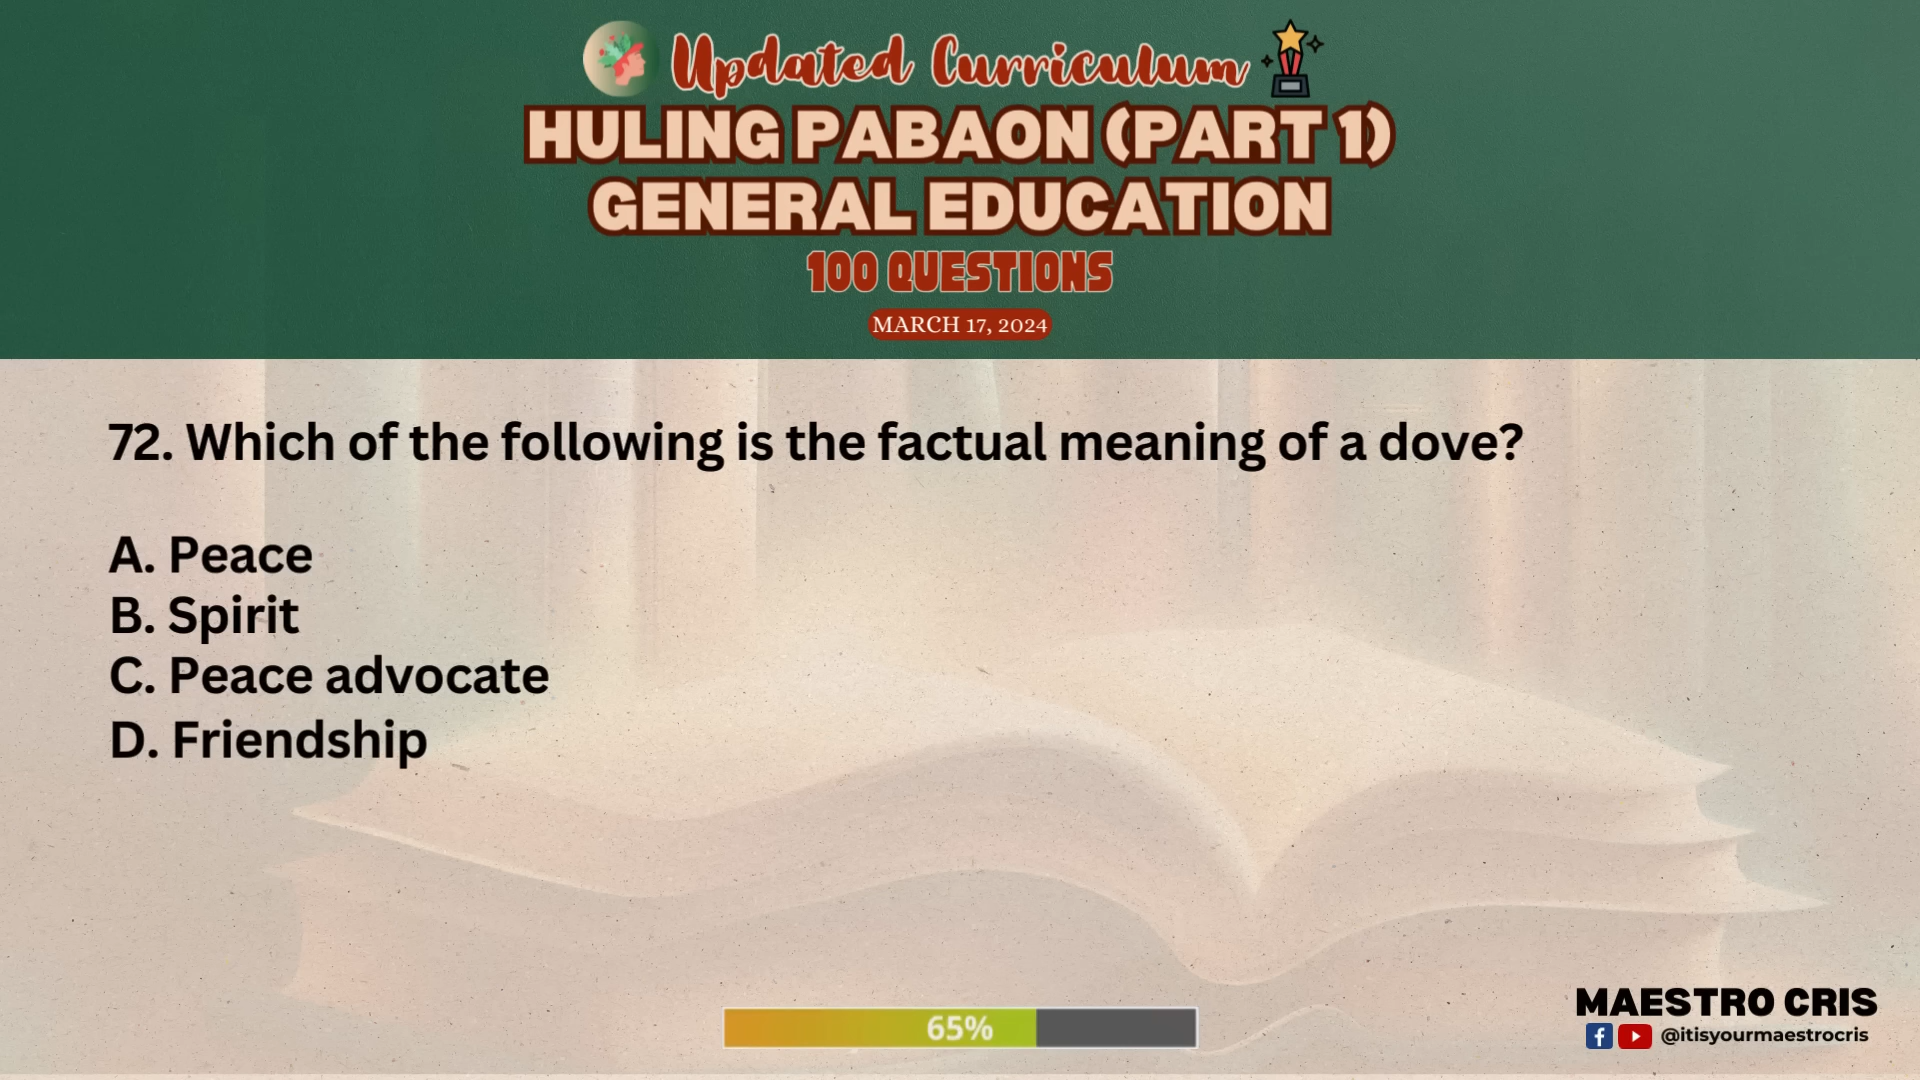 Updated Curriculum
HULING PABAON (PART 1)
GENERAL EDUCATION
100 QUESTIONS
MARCH 17, 2024
72. Which of the following is the factual meaning of a dove?
A. Peace
B. Spirit
C. Peace advocate
D. Friendship
65%
MAESTRO CRIS
@itisyourmaestrocris